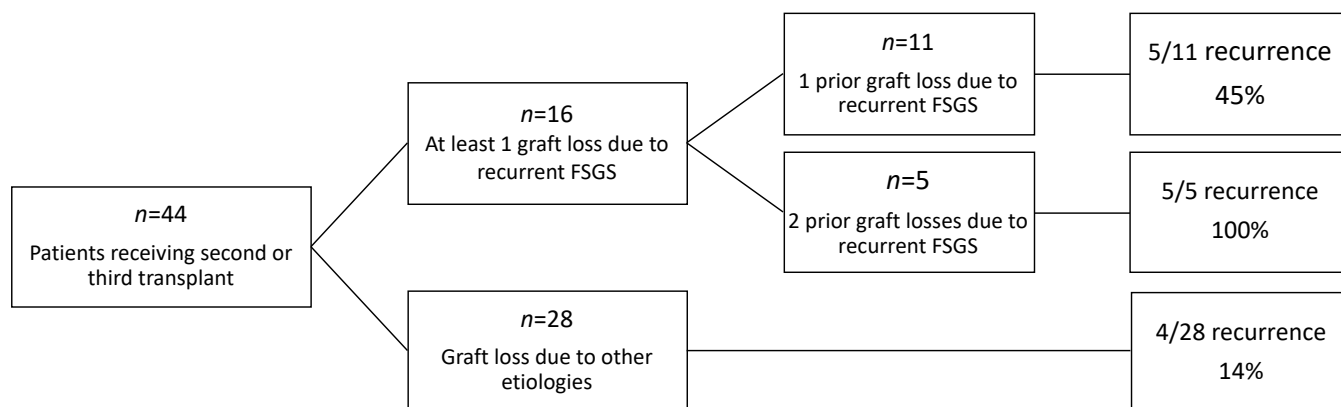 n=44
Patients receiving second or
third transplant
n=16
At least 1 graft loss due to
recurrent FSGS
n=28
Graft loss due to other
etiologies
n=11
1 prior graft loss due to
recurrent FSGS
n=5
2 prior graft losses due to
recurrent FSGS
5/11 recurrence
45%
5/5 recurrence
100%
4/28 recurrence
14%